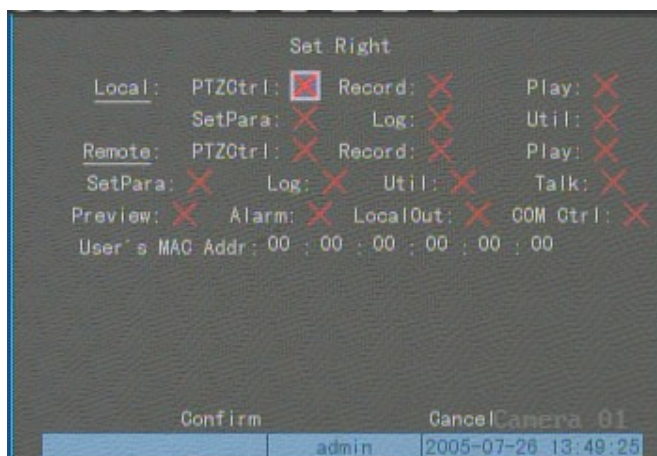 Set Right
Local: PTZCtrl: Record: Play:
SetPara: Log: Util:
Remote: PTZCtrl: Record: Play:
SetPara: Log: Util: Talk:
Preview: Alarm: LocalOut: COM Ctrl:
User's MAC Addr: 00 : 00 : 00 : 00 : 00 : 00
Confirm Cancel Camera 01
admin 2005-07-26 13:49:25